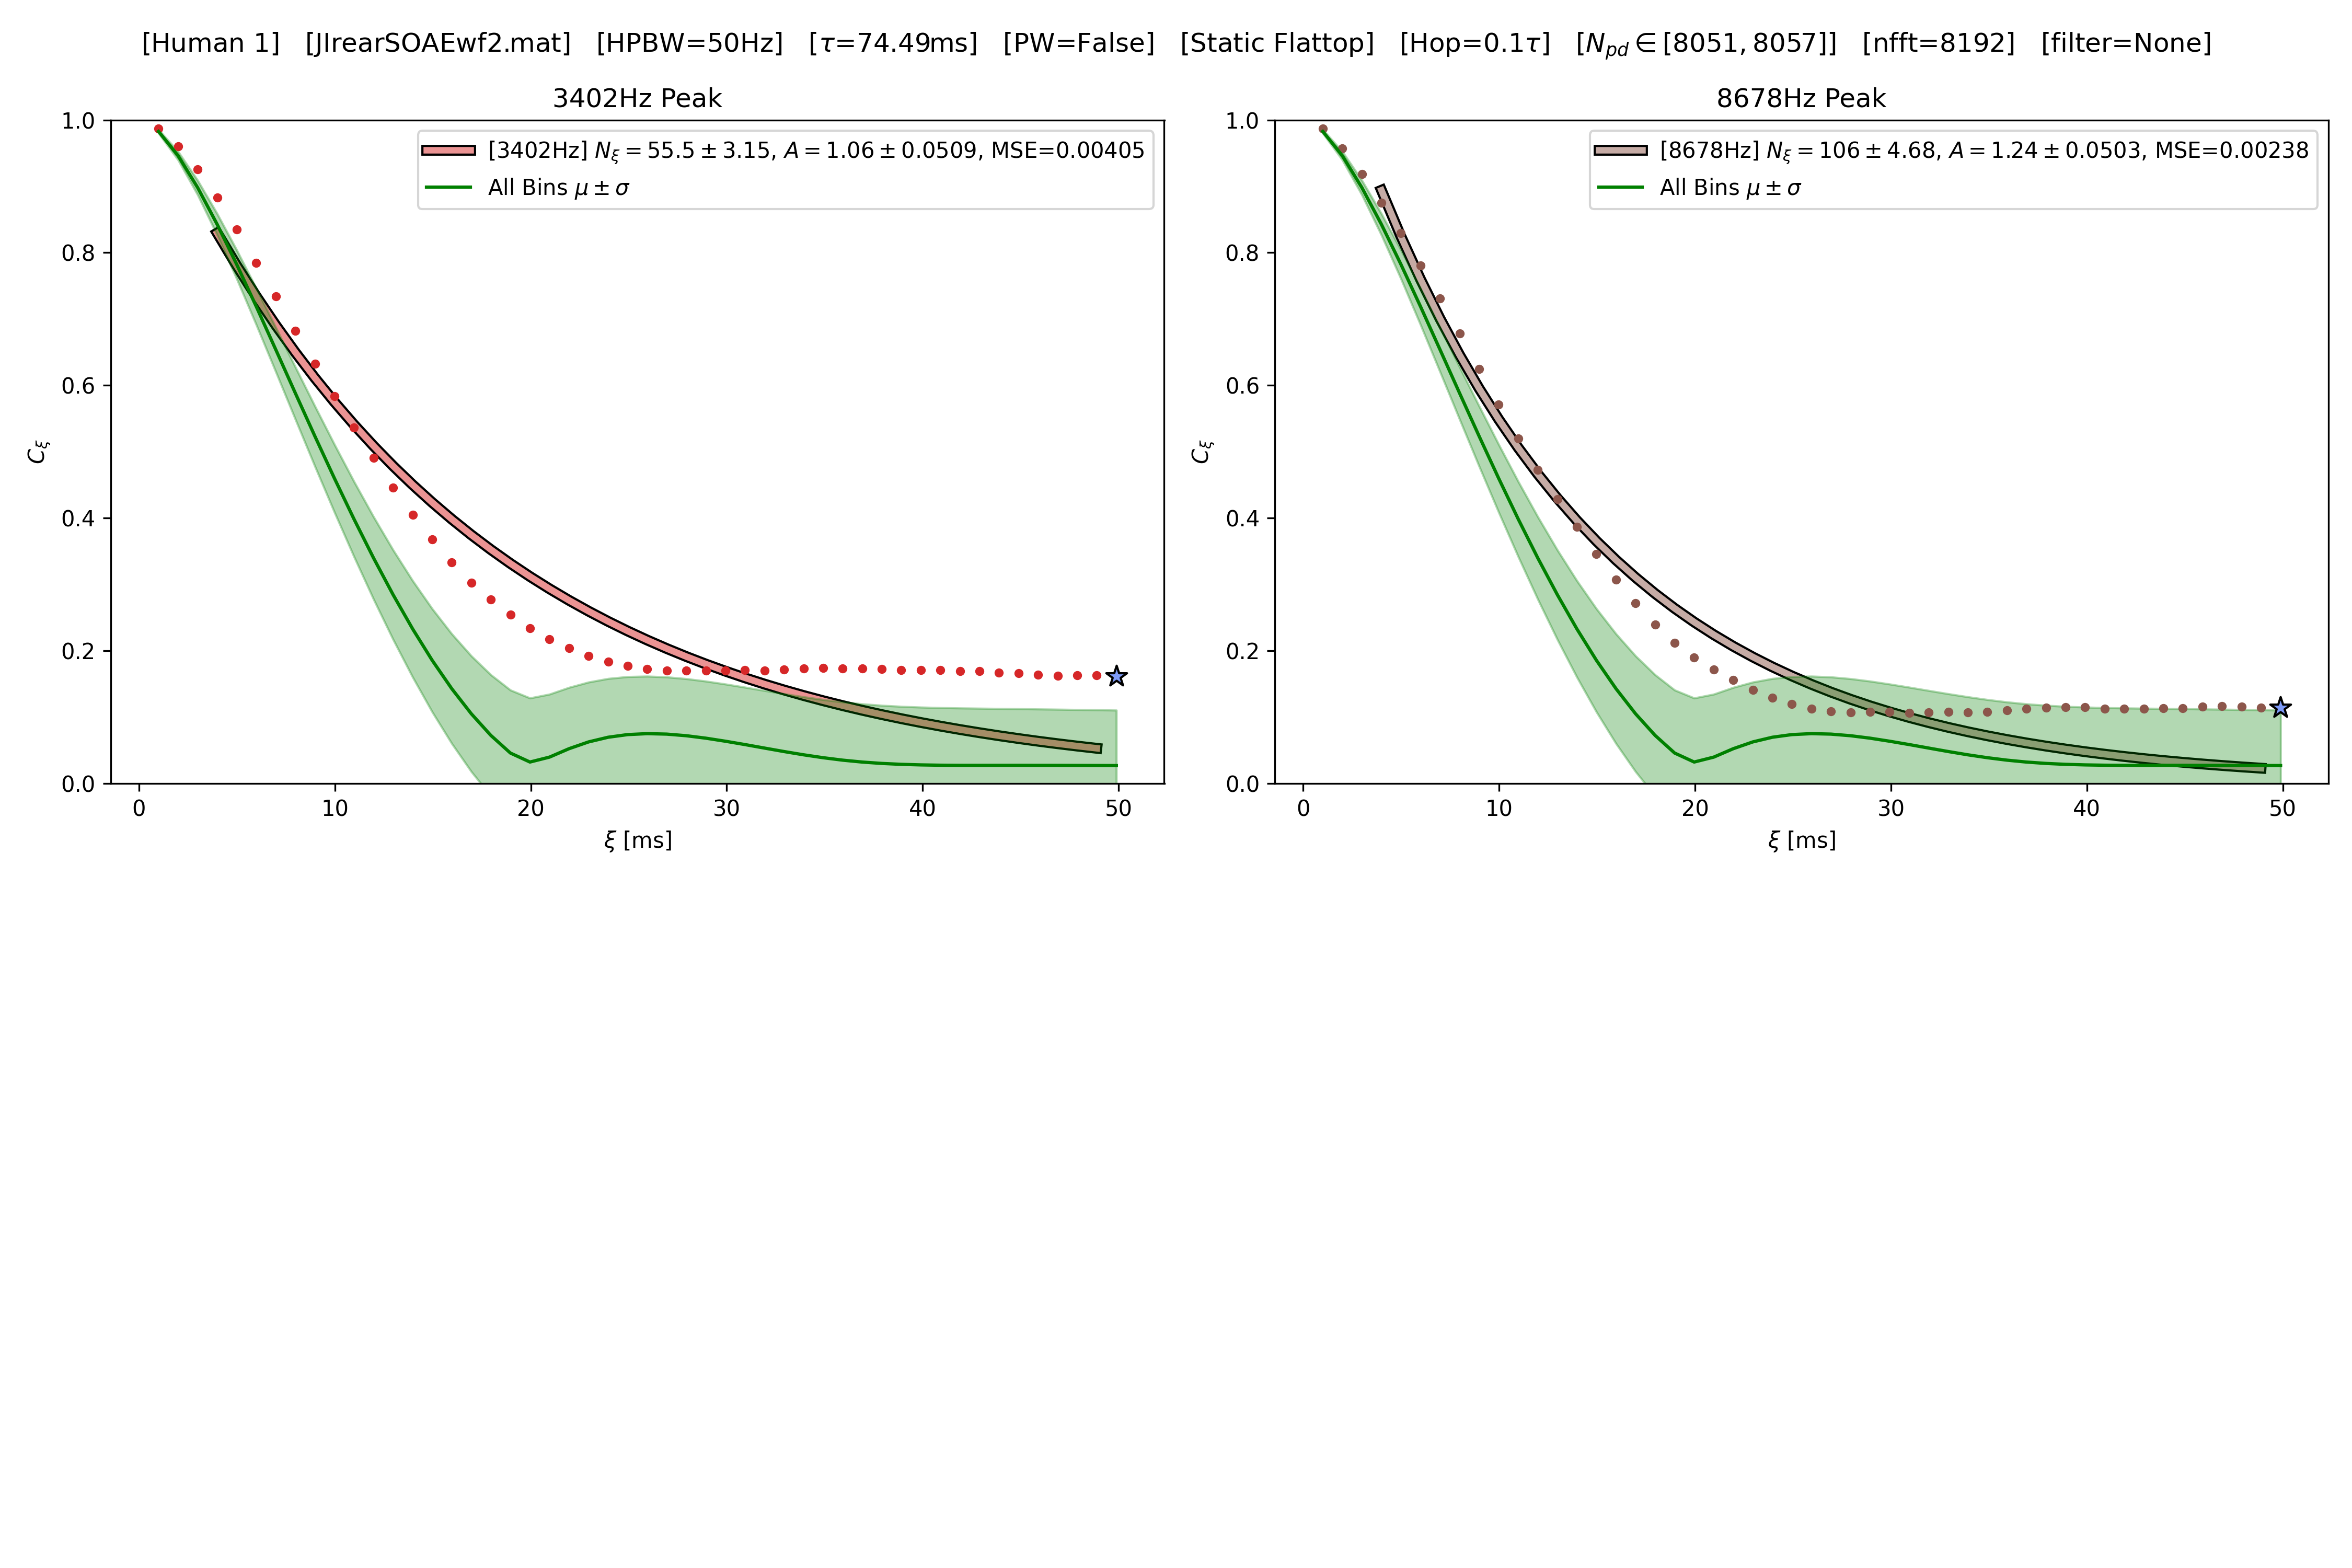 [Human 1] [JIrearSOAEwf2.mat] [HPBW=50Hz] [τ=74.49ms] [PW=False] [Static Flattop] [Hop=0.1τ] [N_pd ∈ [8051, 8057]] [nfft=8192] [filter=None]
3402Hz Peak
[3402Hz] N_ξ = 55.5 ± 3.15, A = 1.06 ± 0.0509, MSE=0.00405
All Bins μ ± σ
1.0
0.8
0.6
0.4
0.2
0.0
C_ξ
0 10 20 30 40 50
ξ [ms]
8678Hz Peak
[8678Hz] N_ξ = 106 ± 4.68, A = 1.24 ± 0.0503, MSE=0.00238
All Bins μ ± σ
1.0
0.8
0.6
0.4
0.2
0.0
C_ξ
0 10 20 30 40 50
ξ [ms]